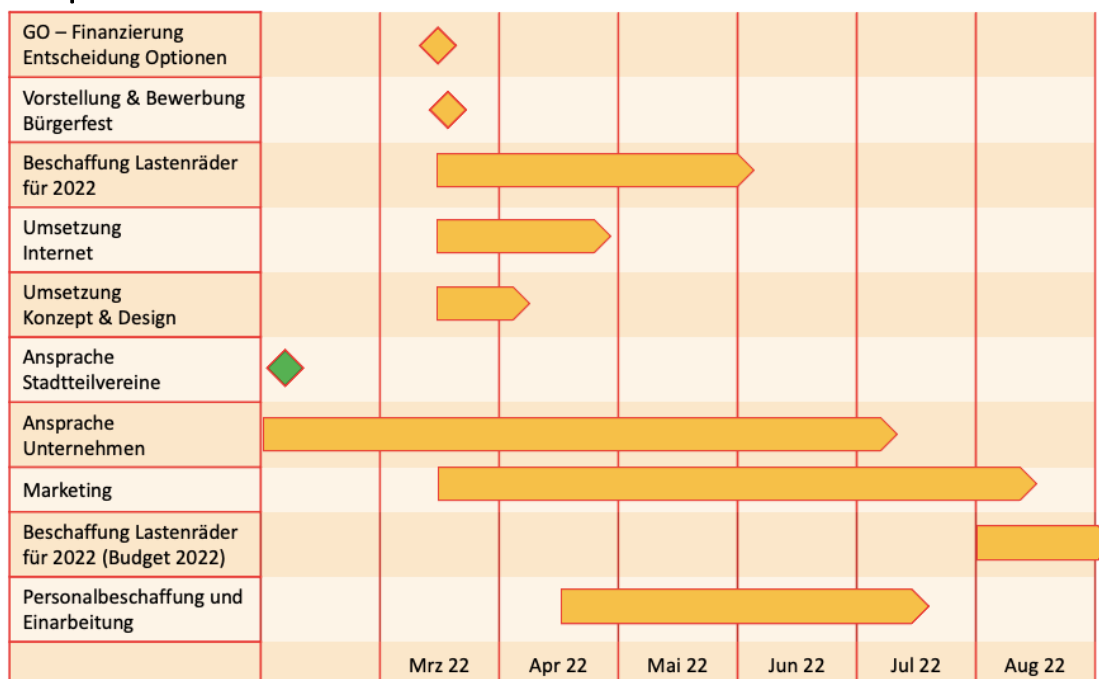 GO – Finanzierung
Entscheidung Optionen
Vorstellung & Bewerbung
Bürgerfest
Beschaffung Lastenräder
für 2022
Umsetzung
Internet
Umsetzung
Konzept & Design
Ansprache
Stadtteilvereine
Ansprache
Unternehmen
Marketing
Beschaffung Lastenräder
für 2022 (Budget 2022)
Personalbeschaffung und
Einarbeitung
Mrz 22 Apr 22 Mai 22 Jun 22 Jul 22 Aug 22